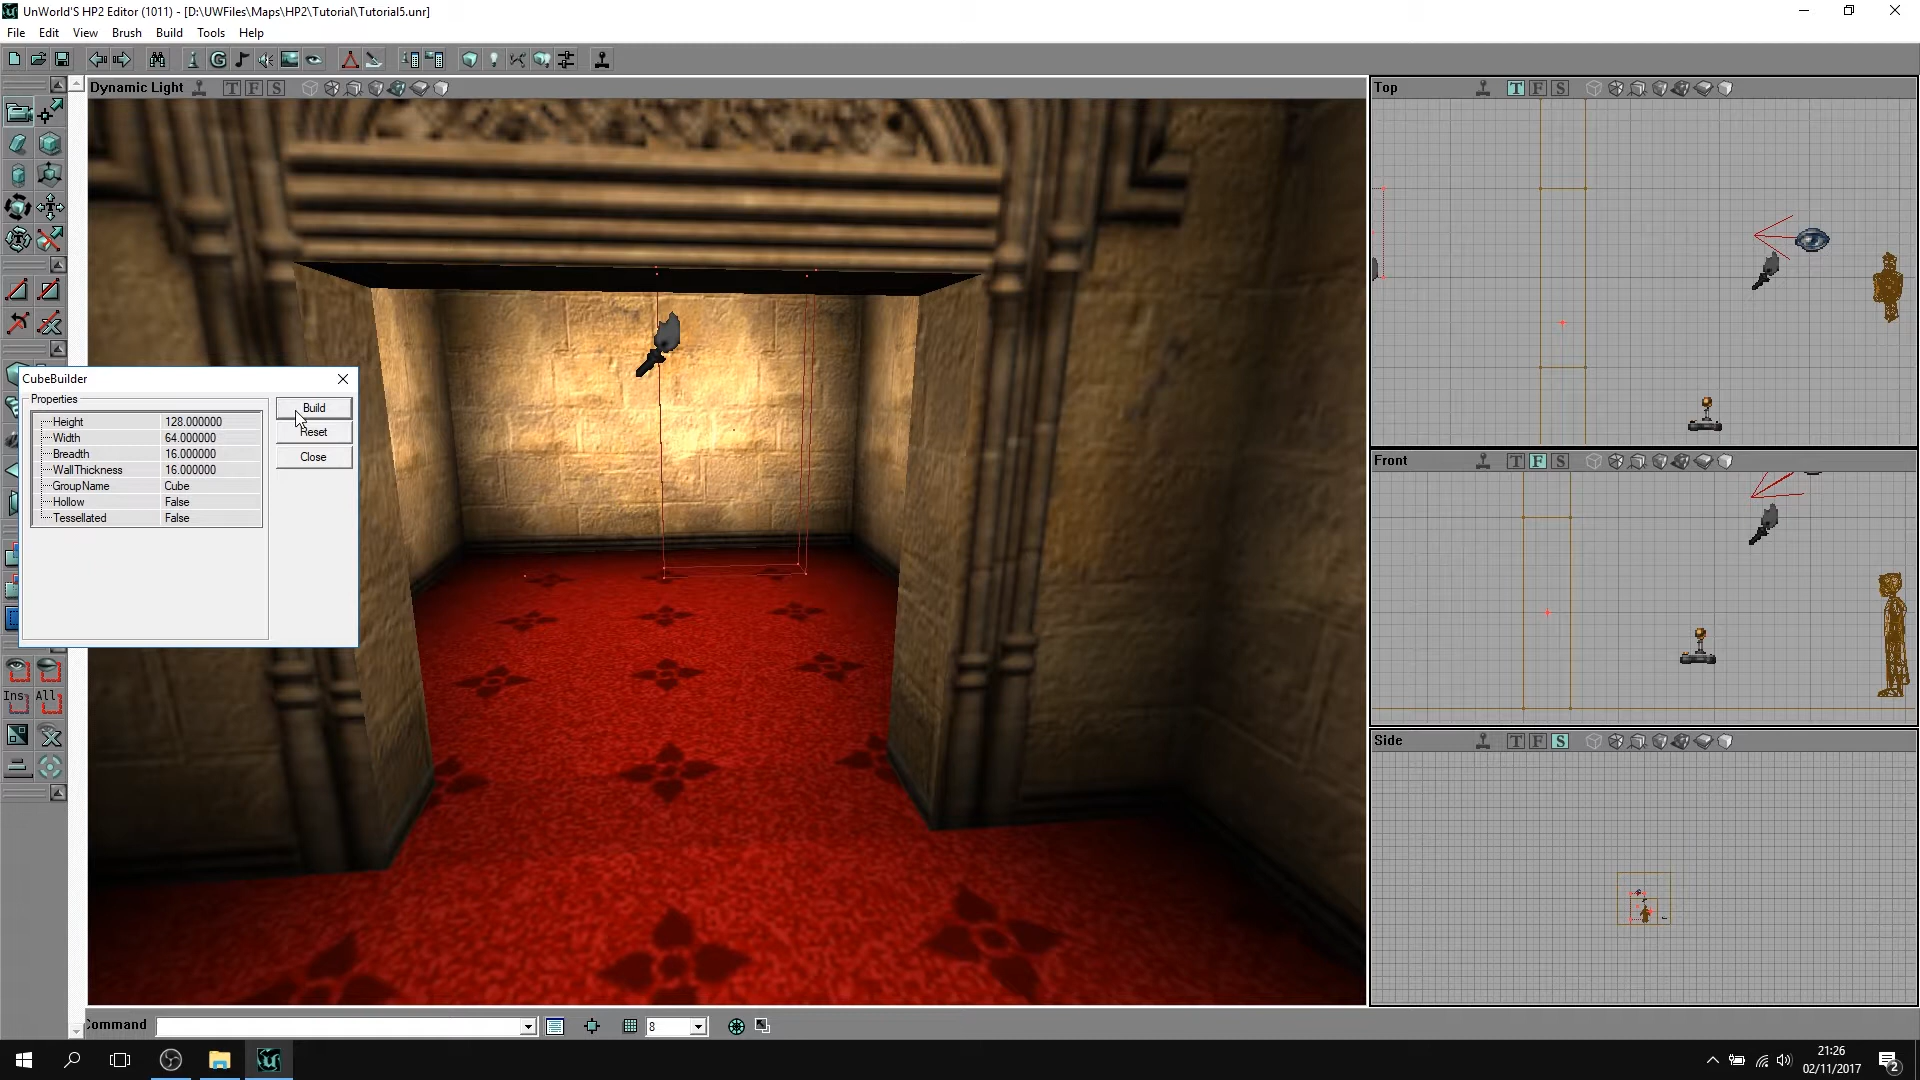 UnWorld'S HP2 Editor (1011) - [D:\UWFiles\Maps\HP2\Tutorial\Tutorial5.unr]
File Edit View Brush Build Tools Help
Dynamic Light T F S
Top T F S
CubeBuilder
Properties
Height 128.000000
Width 64.000000
Breadth 16.000000
WallThickness 16.000000
GroupName Cube
Hollow False
Tessellated False
Build
Reset
Close
Front T F S
Ins All
Side T F S
Command
8
21:26
02/11/2017
2